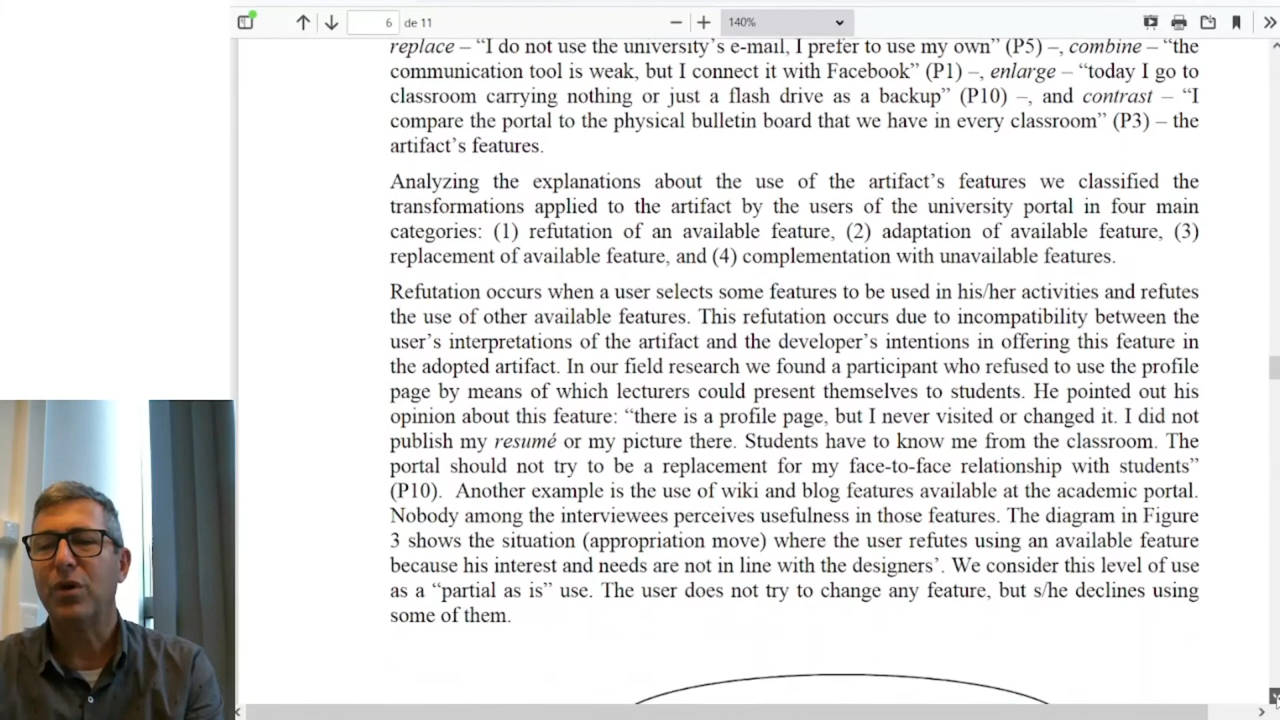 6 de 11 140%
replace – “I do not use the university’s e-mail, I prefer to use my own” (P5) –, combine – “the
communication tool is weak, but I connect it with Facebook” (P1) –, enlarge – “today I go to
classroom carrying nothing or just a flash drive as a backup” (P10) –, and contrast – “I
compare the portal to the physical bulletin board that we have in every classroom” (P3) – the
artifact’s features.
Analyzing the explanations about the use of the artifact’s features we classified the
transformations applied to the artifact by the users of the university portal in four main
categories: (1) refutation of an available feature, (2) adaptation of available feature, (3)
replacement of available feature, and (4) complementation with unavailable features.
Refutation occurs when a user selects some features to be used in his/her activities and refutes
the use of other available features. This refutation occurs due to incompatibility between the
user’s interpretations of the artifact and the developer’s intentions in offering this feature in
the adopted artifact. In our field research we found a participant who refused to use the profile
page by means of which lecturers could present themselves to students. He pointed out his
opinion about this feature: “there is a profile page, but I never visited or changed it. I did not
publish my resumé or my picture there. Students have to know me from the classroom. The
portal should not try to be a replacement for my face-to-face relationship with students”
(P10). Another example is the use of wiki and blog features available at the academic portal.
Nobody among the interviewees perceives usefulness in those features. The diagram in Figure
3 shows the situation (appropriation move) where the user refutes using an available feature
because his interest and needs are not in line with the designers’. We consider this level of use
as a “partial as is” use. The user does not try to change any feature, but s/he declines using
some of them.